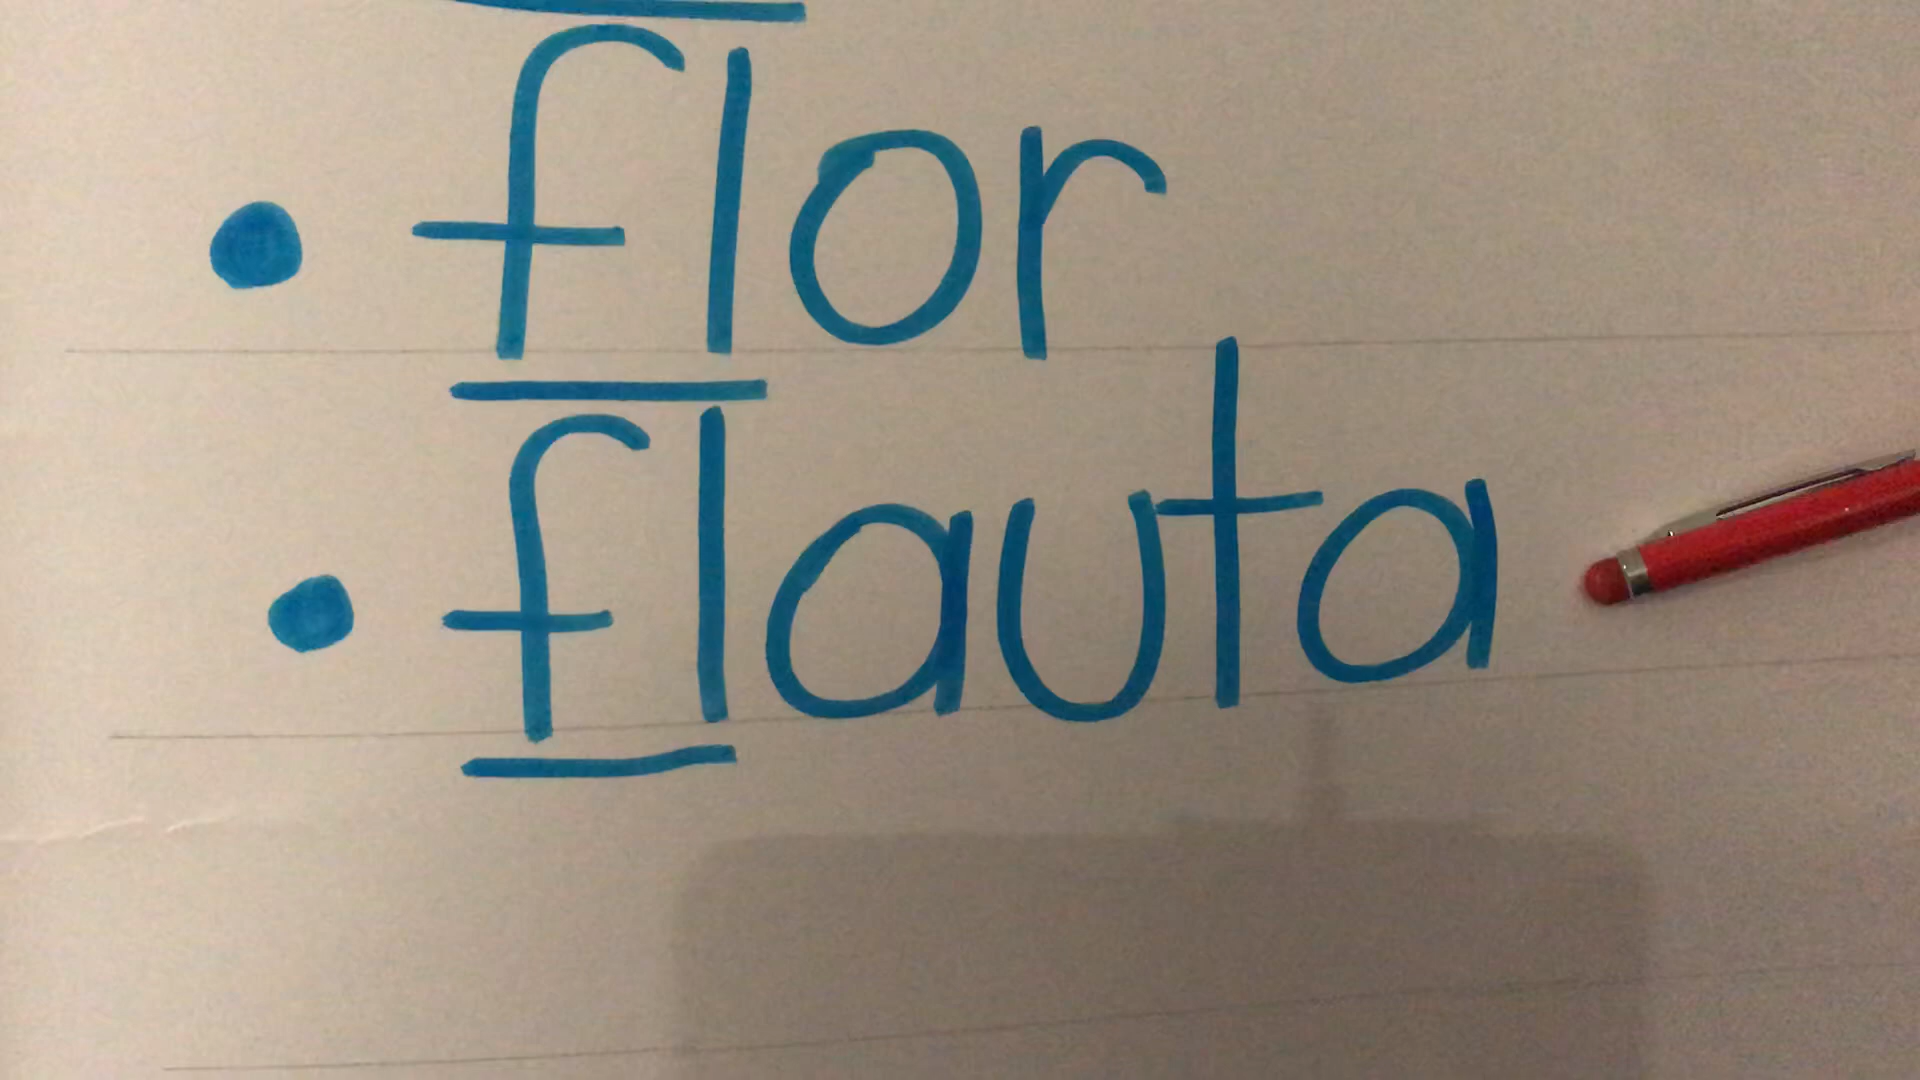 • flor
• flauta